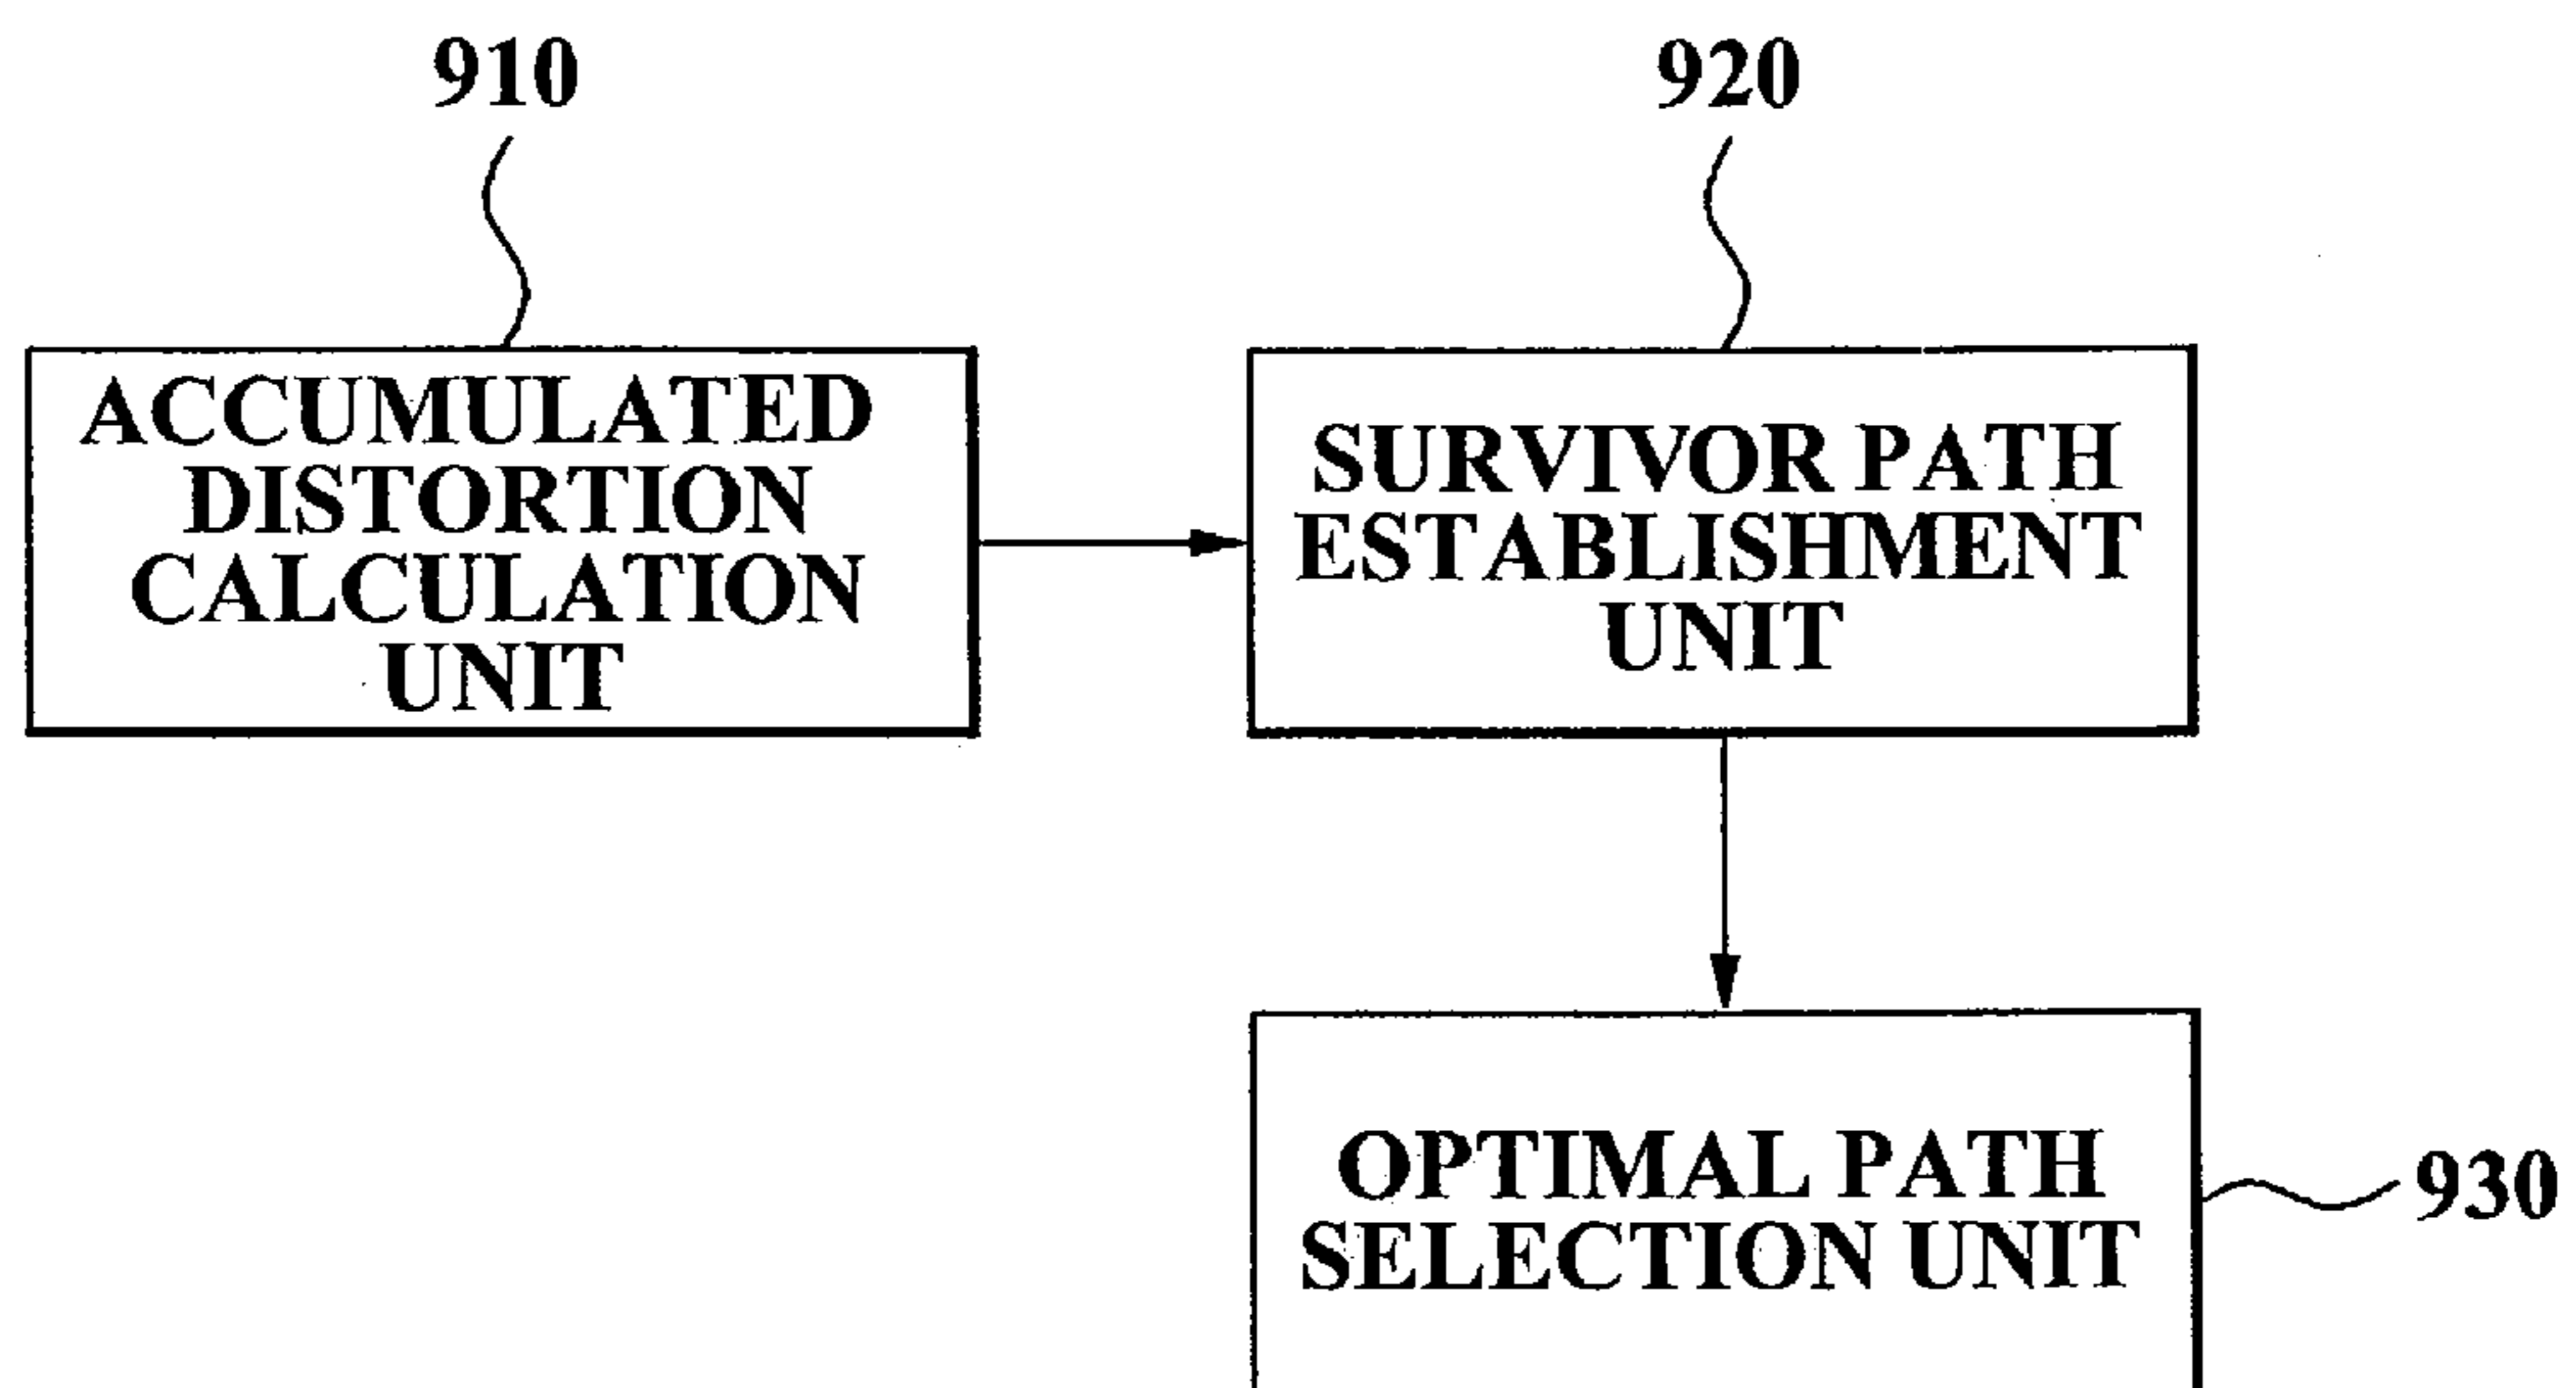 910
920
ACCUMULATED
DISTORTION
CALCULATION
UNIT
SURVIVOR PATH
ESTABLISHMENT
UNIT
OPTIMAL PATH
SELECTION UNIT
930